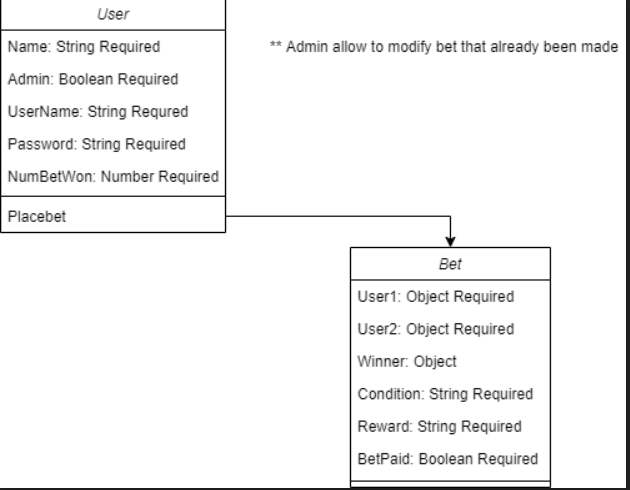 User
Name: String Required
** Admin allow to modify bet that already been made
Admin: Boolean Required
UserName: String Requred
Password: String Required
NumBetWon: Number Required
Placebet
Bet
User1: Object Required
User2: Object Required
Winner: Object
Condition: String Required
Reward: String Required
BetPaid: Boolean Required